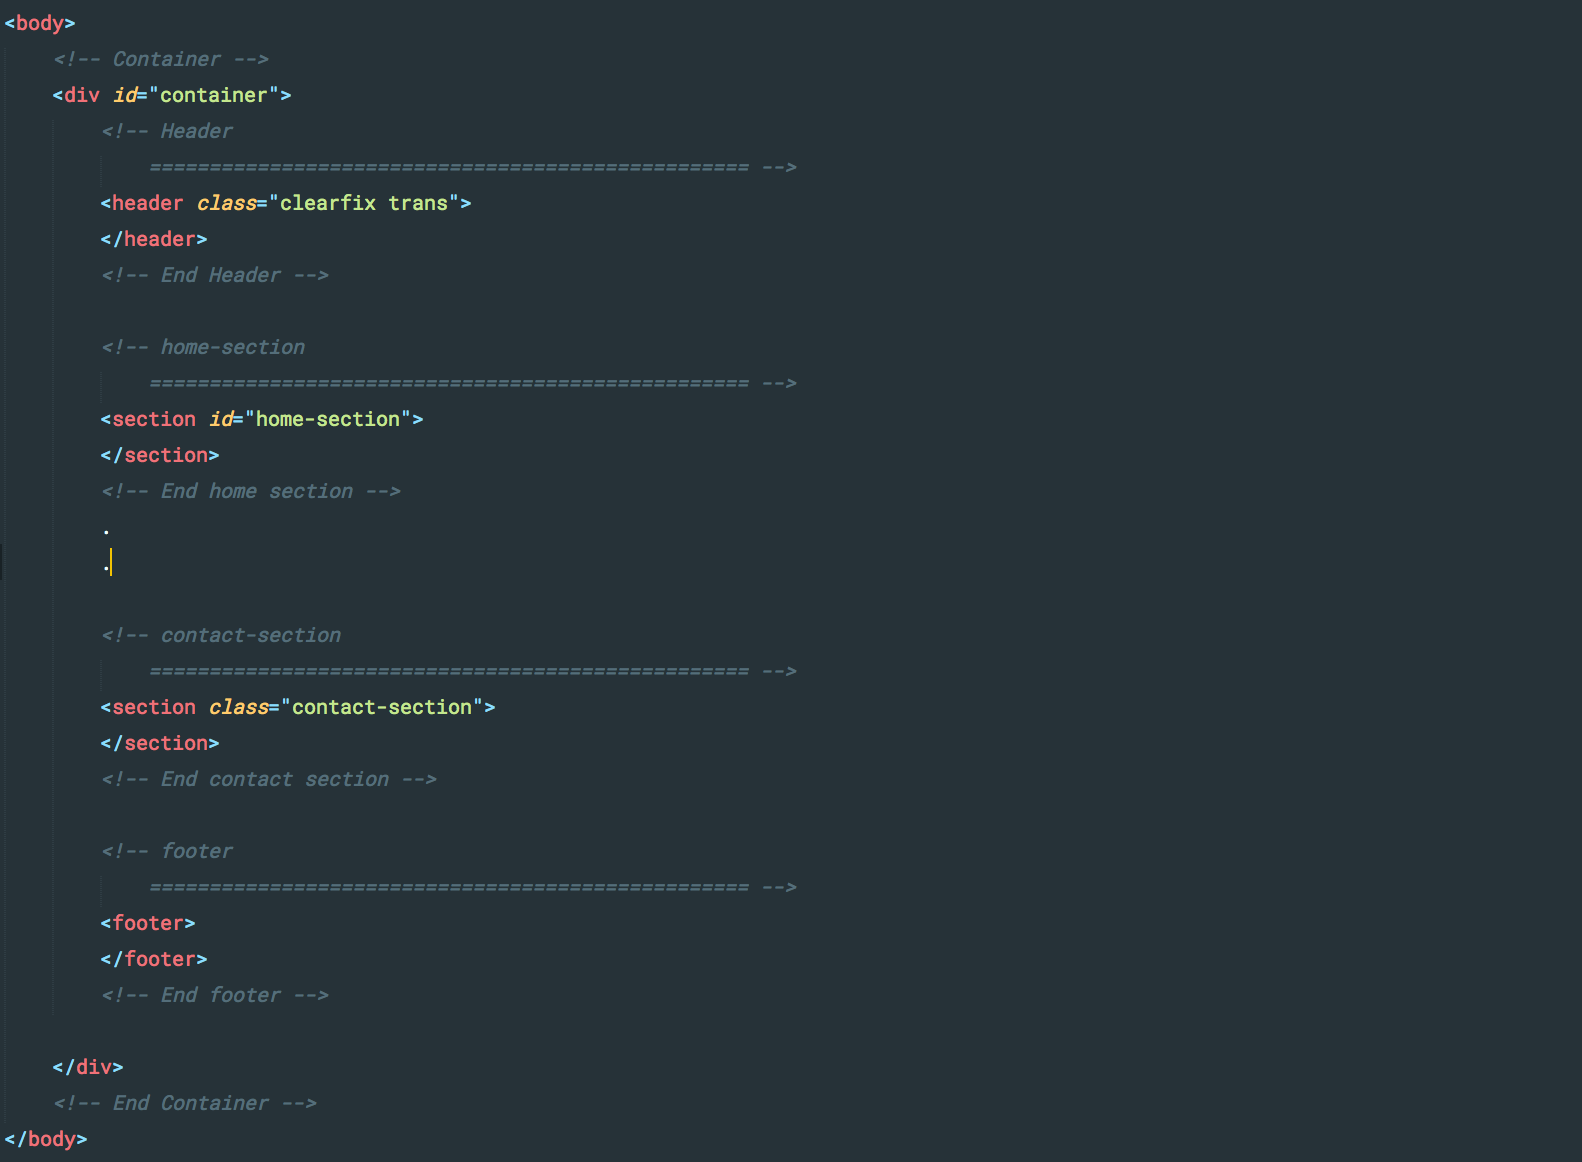 <body>
<!-- Container -->
<div id="container">
<!-- Header
================================================== -->
<header class="clearfix trans">
</header>
<!-- End Header -->
<!-- home-section
================================================== -->
<section id="home-section">
</section>
<!-- End home section -->
.
.
<!-- contact-section
================================================== -->
<section class="contact-section">
</section>
<!-- End contact section -->
<!-- footer
================================================== -->
<footer>
</footer>
<!-- End footer -->
</div>
<!-- End Container -->
</body>